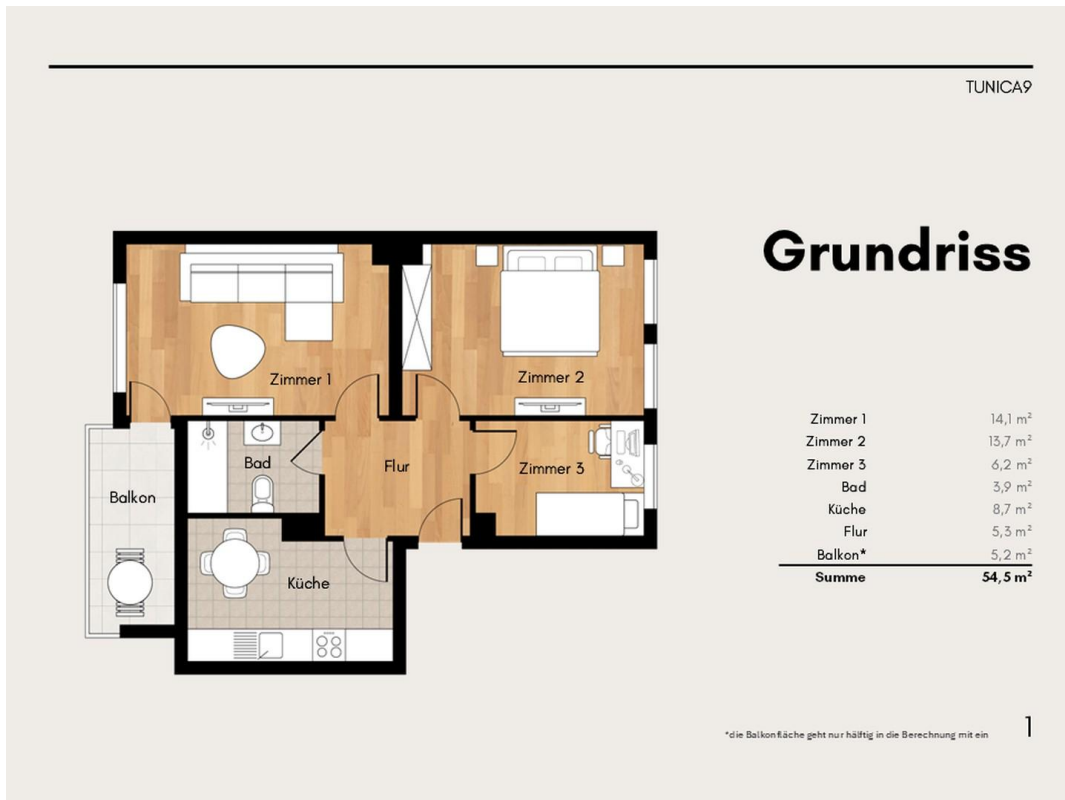 TUNICA9
Grundriss
Zimmer 1
Zimmer 2
Bad
Flur
Zimmer 3
Balkon
Küche
Zimmer 1 14,1 m²
Zimmer 2 13,7 m²
Zimmer 3 6,2 m²
Bad 3,9 m²
Küche 8,7 m²
Flur 5,3 m²
Balkon* 5,2 m²
Summe 54,5 m²
*die Balkonfläche geht nur hälftig in die Berechnung mit ein
1